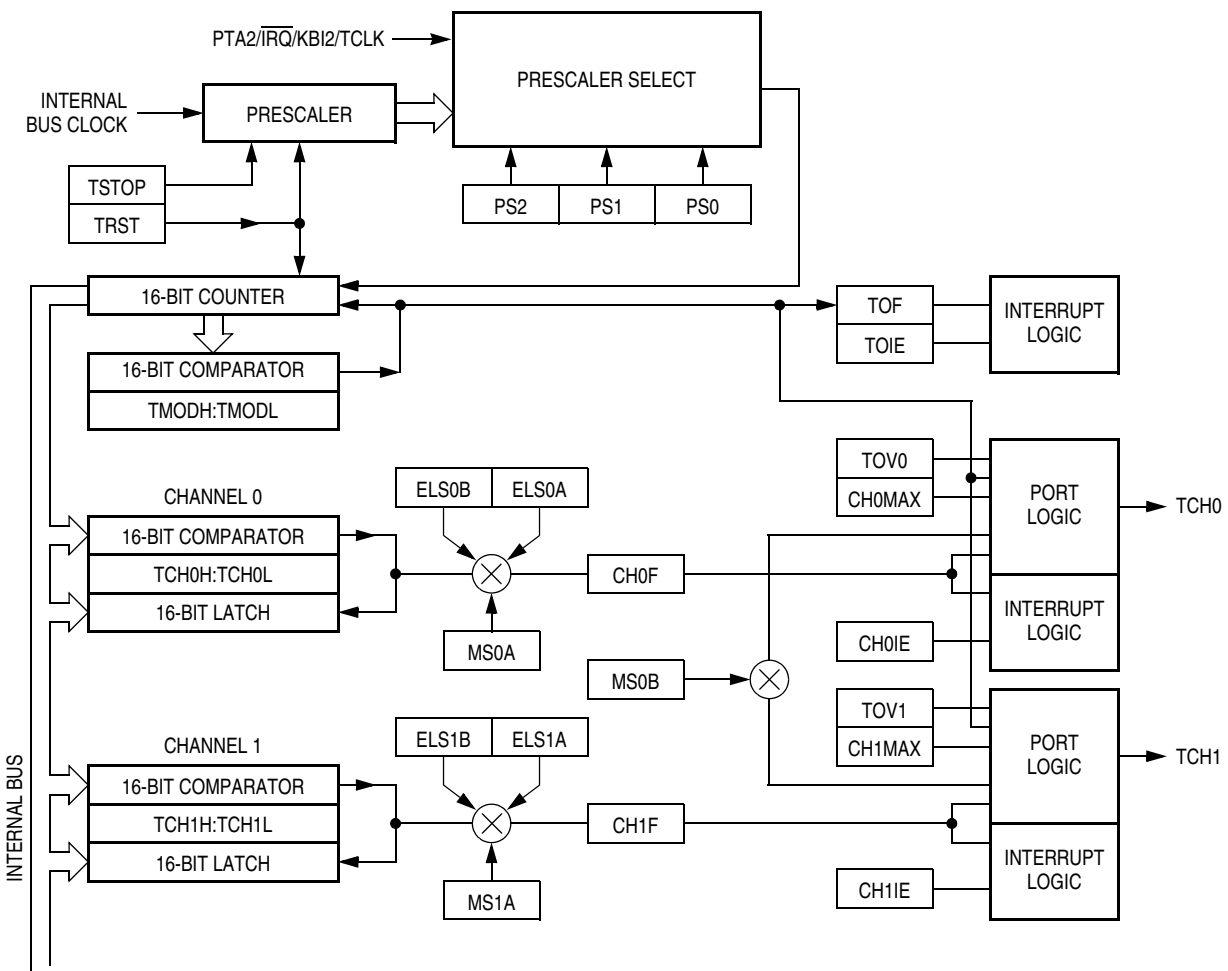 PTA2/IRQ/KBI2/TCLK
PRESCALER SELECT
INTERNAL
BUS CLOCK
PRESCALER
TSTOP
TRST
PS2
PS1
PS0
16-BIT COUNTER
16-BIT COMPARATOR
TMODH:TMODL
TOF
TOIE
INTERRUPT
LOGIC
CHANNEL 0
16-BIT COMPARATOR
TCH0H:TCH0L
16-BIT LATCH
ELS0B
ELS0A
MS0A
CH0F
TOV0
CH0MAX
PORT
LOGIC
TCH0
INTERRUPT
LOGIC
CH0IE
MS0B
CHANNEL 1
16-BIT COMPARATOR
TCH1H:TCH1L
16-BIT LATCH
ELS1B
ELS1A
MS1A
CH1F
TOV1
CH1MAX
PORT
LOGIC
TCH1
INTERRUPT
LOGIC
CH1IE
INTERNAL BUS